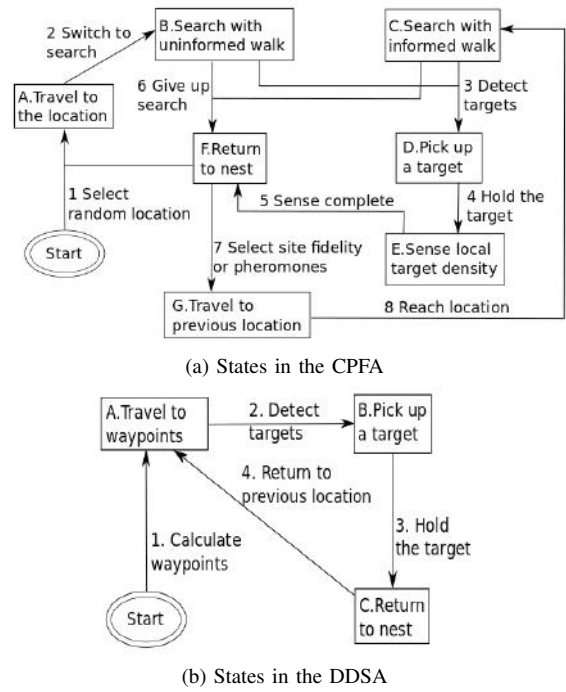 2 Switch to
search
B.Search with
uninformed walk
C.Search with
informed walk
A.Travel to
the location
6 Give up
search
3 Detect
targets
F.Return
to nest
D.Pick up
a target
1 Select
random location
5 Sense complete
4 Hold the
target
Start
7 Select site fidelity
or pheromones
E.Sense local
target density
G.Travel to
previous location
8 Reach location
(a) States in the CPFA
A.Travel to
waypoints
2. Detect
targets
B.Pick up
a target
4. Return to
previous location
1. Calculate
waypoints
3. Hold
the target
Start
C.Return
to nest
(b) States in the DDSA